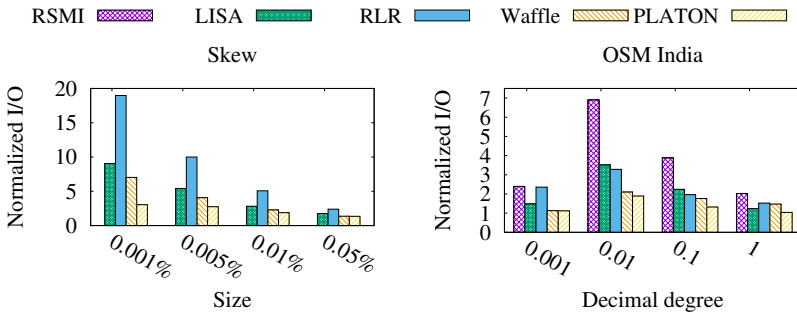 RSMI LISA RLR Waffle PLATON
Skew
Normalized I/O
20
15
10
5
0
0.001% 0.005% 0.01% 0.05%
Size
OSM India
Normalized I/O
7
6
5
4
3
2
1
0
0.001 0.01 0.1 1
Decimal degree